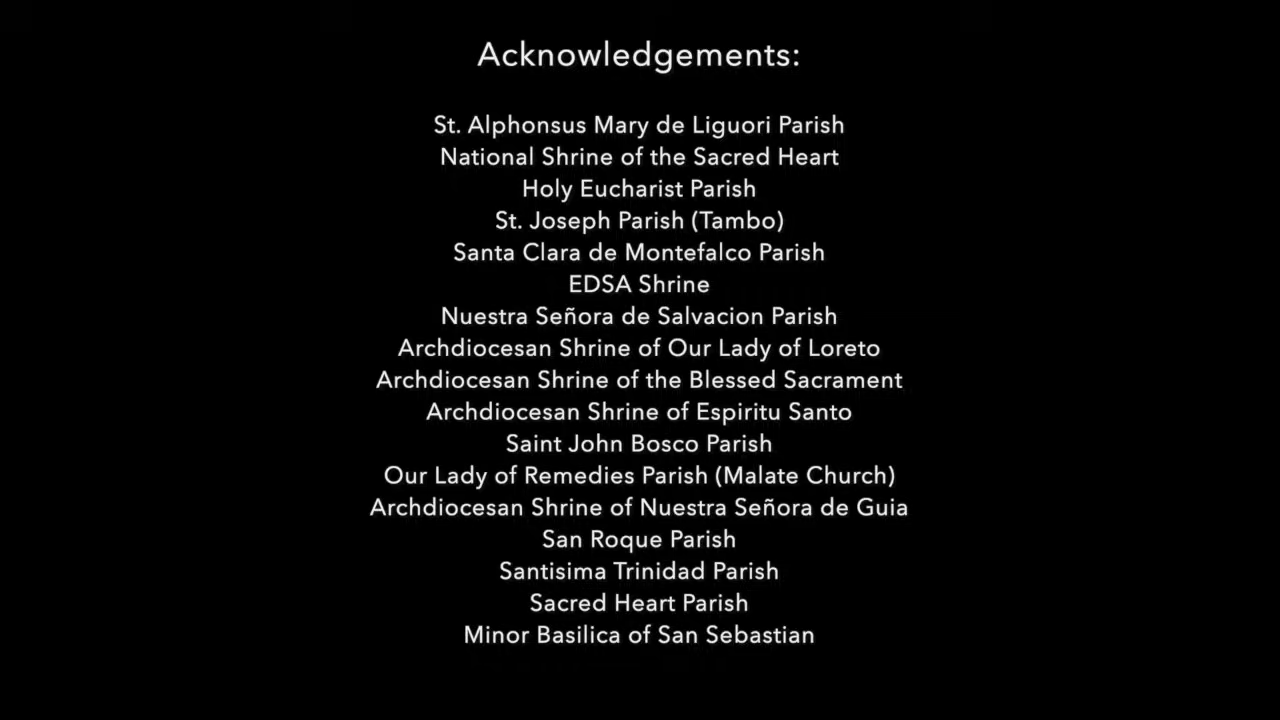 Acknowledgements:
St. Alphonsus Mary de Liguori Parish
National Shrine of the Sacred Heart
Holy Eucharist Parish
St. Joseph Parish (Tambo)
Santa Clara de Montefalco Parish
EDSA Shrine
Nuestra Señora de Salvacion Parish
Archdiocesan Shrine of Our Lady of Loreto
Archdiocesan Shrine of the Blessed Sacrament
Archdiocesan Shrine of Espiritu Santo
Saint John Bosco Parish
Our Lady of Remedies Parish (Malate Church)
Archdiocesan Shrine of Nuestra Señora de Guia
San Roque Parish
Santisima Trinidad Parish
Sacred Heart Parish
Minor Basilica of San Sebastian